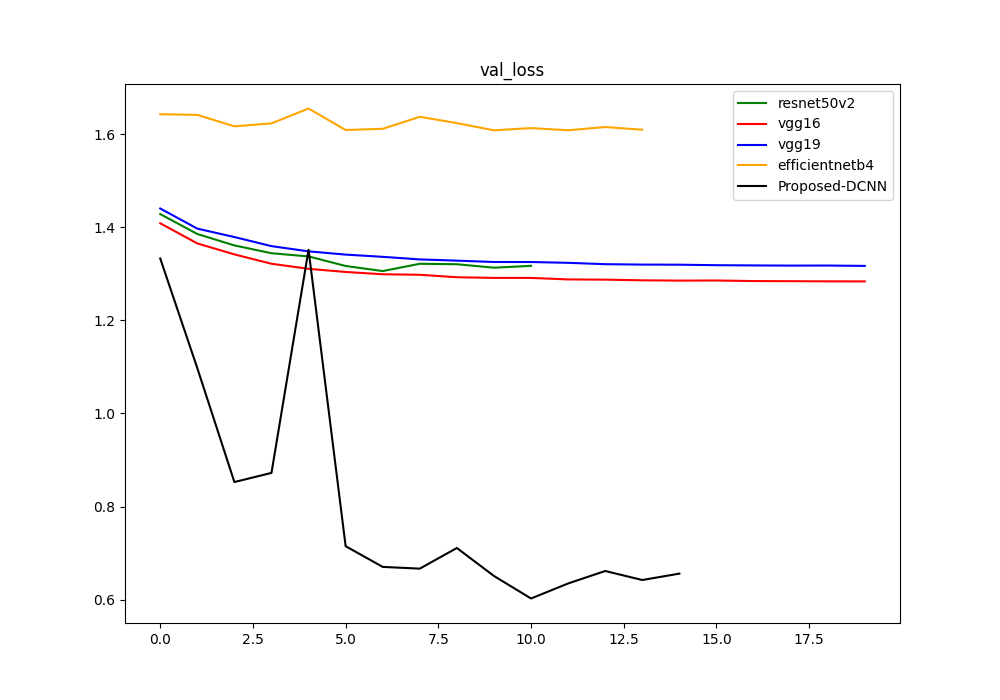 val_loss
resnet50v2
vgg16
vgg19
efficientnetb4
Proposed-DCNN
1.6
1.4
1.2
1.0
0.8
0.6
0.0 2.5 5.0 7.5 10.0 12.5 15.0 17.5